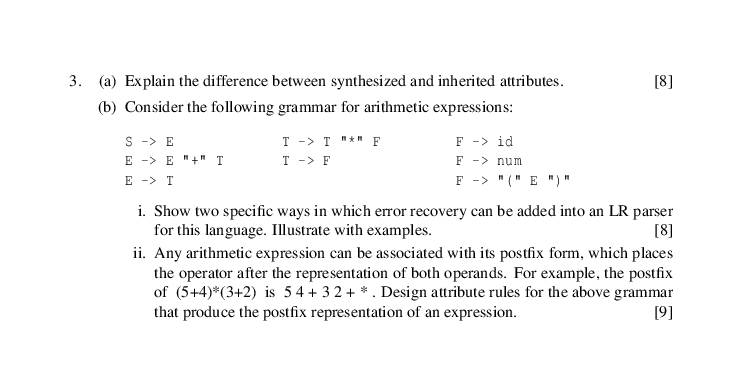 3. (a) Explain the difference between synthesized and inherited attributes. [8]
(b) Consider the following grammar for arithmetic expressions:
S -> E T -> T "*" F F -> id
E -> E "+" T T -> F F -> num
E -> T F -> "(" E ")"
i. Show two specific ways in which error recovery can be added into an LR parser
for this language. Illustrate with examples. [8]
ii. Any arithmetic expression can be associated with its postfix form, which places
the operator after the representation of both operands. For example, the postfix
of (5+4)*(3+2) is 5 4 + 3 2 + * . Design attribute rules for the above grammar
that produce the postfix representation of an expression. [9]